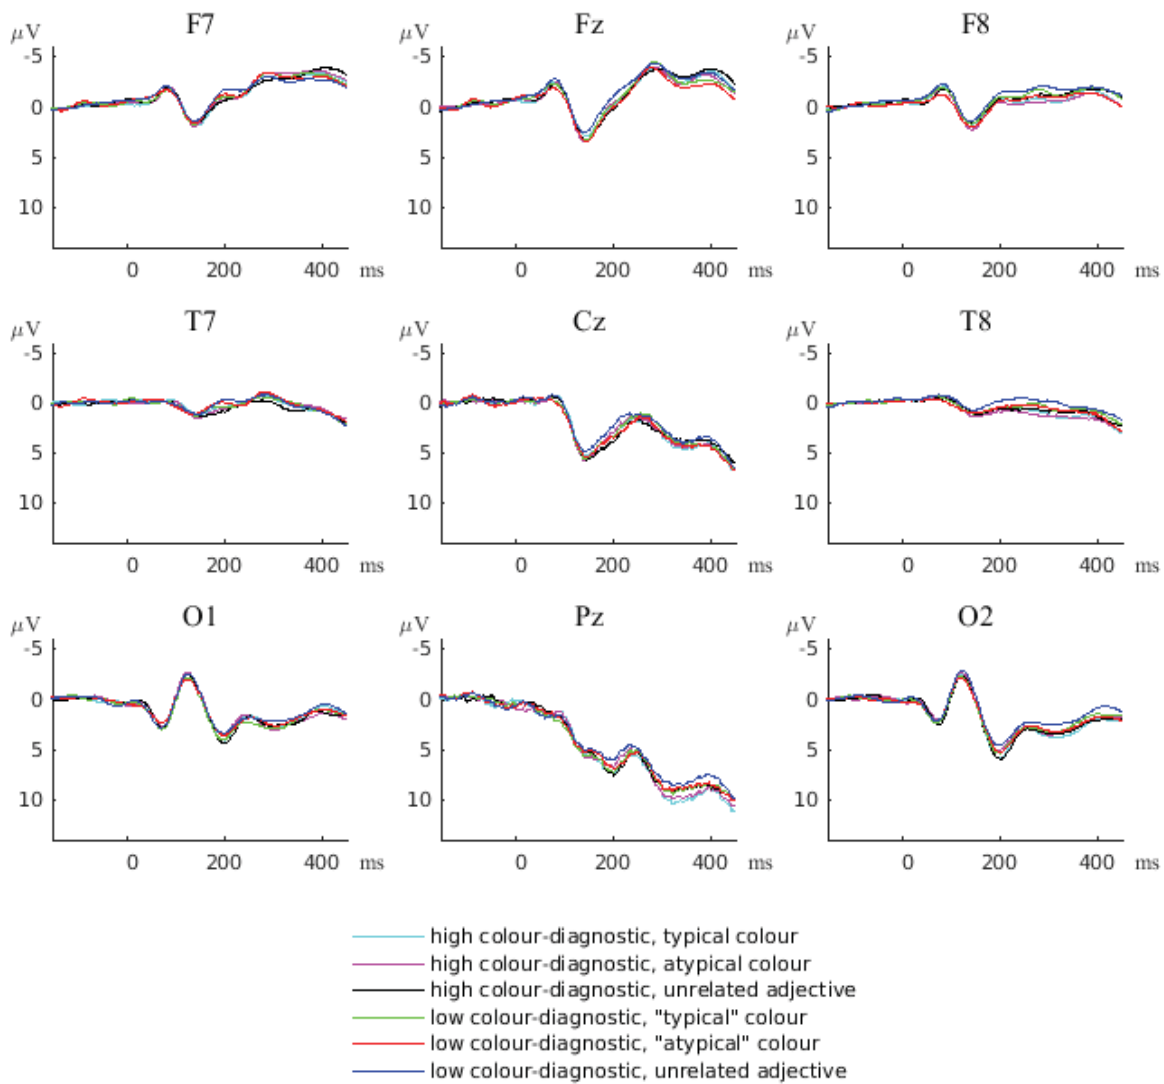 F7 Fz F8
μV μV μV
-5 -5 -5
0 0 0
5 5 5
10 10 10
0 200 400 ms 0 200 400 ms 0 200 400 ms
T7 Cz T8
μV μV μV
-5 -5 -5
0 0 0
5 5 5
10 10 10
0 200 400 ms 0 200 400 ms 0 200 400 ms
O1 Pz O2
μV μV μV
-5 -5 -5
0 0 0
5 5 5
10 10 10
0 200 400 ms 0 200 400 ms 0 200 400 ms
high colour-diagnostic, typical colour
high colour-diagnostic, atypical colour
high colour-diagnostic, unrelated adjective
low colour-diagnostic, "typical" colour
low colour-diagnostic, "atypical" colour
low colour-diagnostic, unrelated adjective